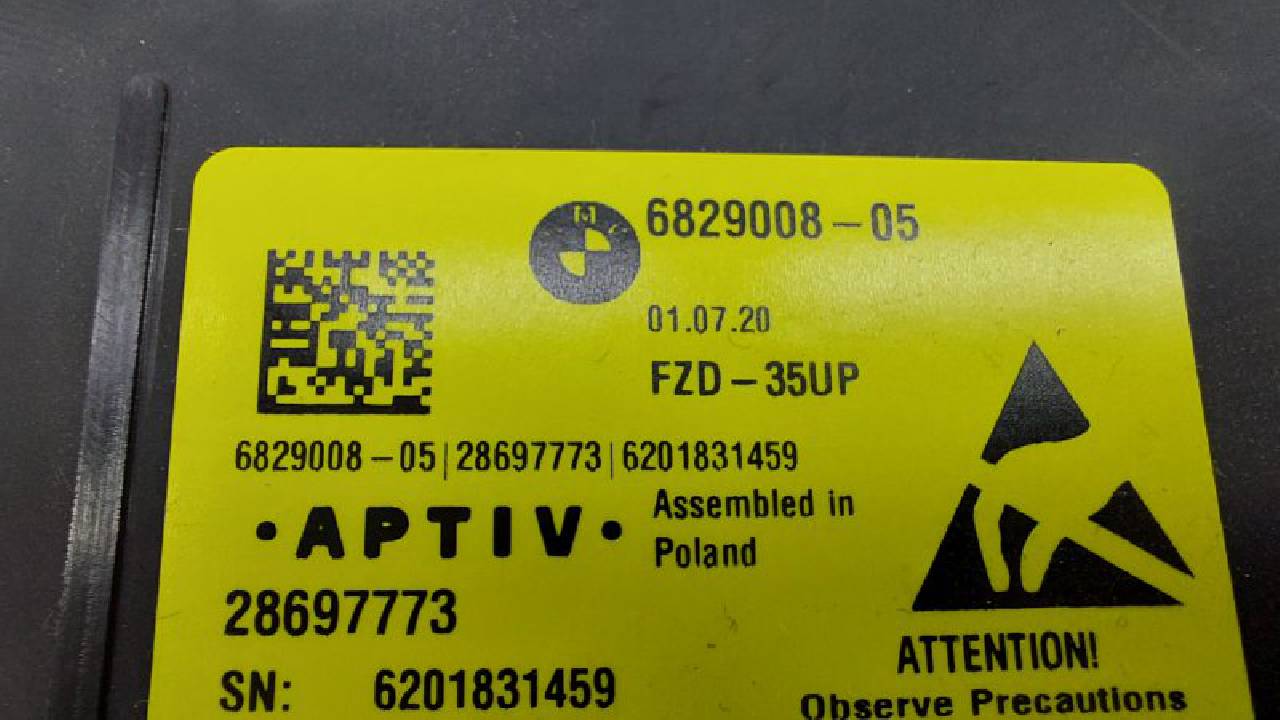 6829008-05
01.07.20
FZD-35UP
6829008-05|28697773|6201831459
•APTIV•
Assembled in
Poland
28697773
SN: 6201831459
ATTENTION!
Observe Precautions